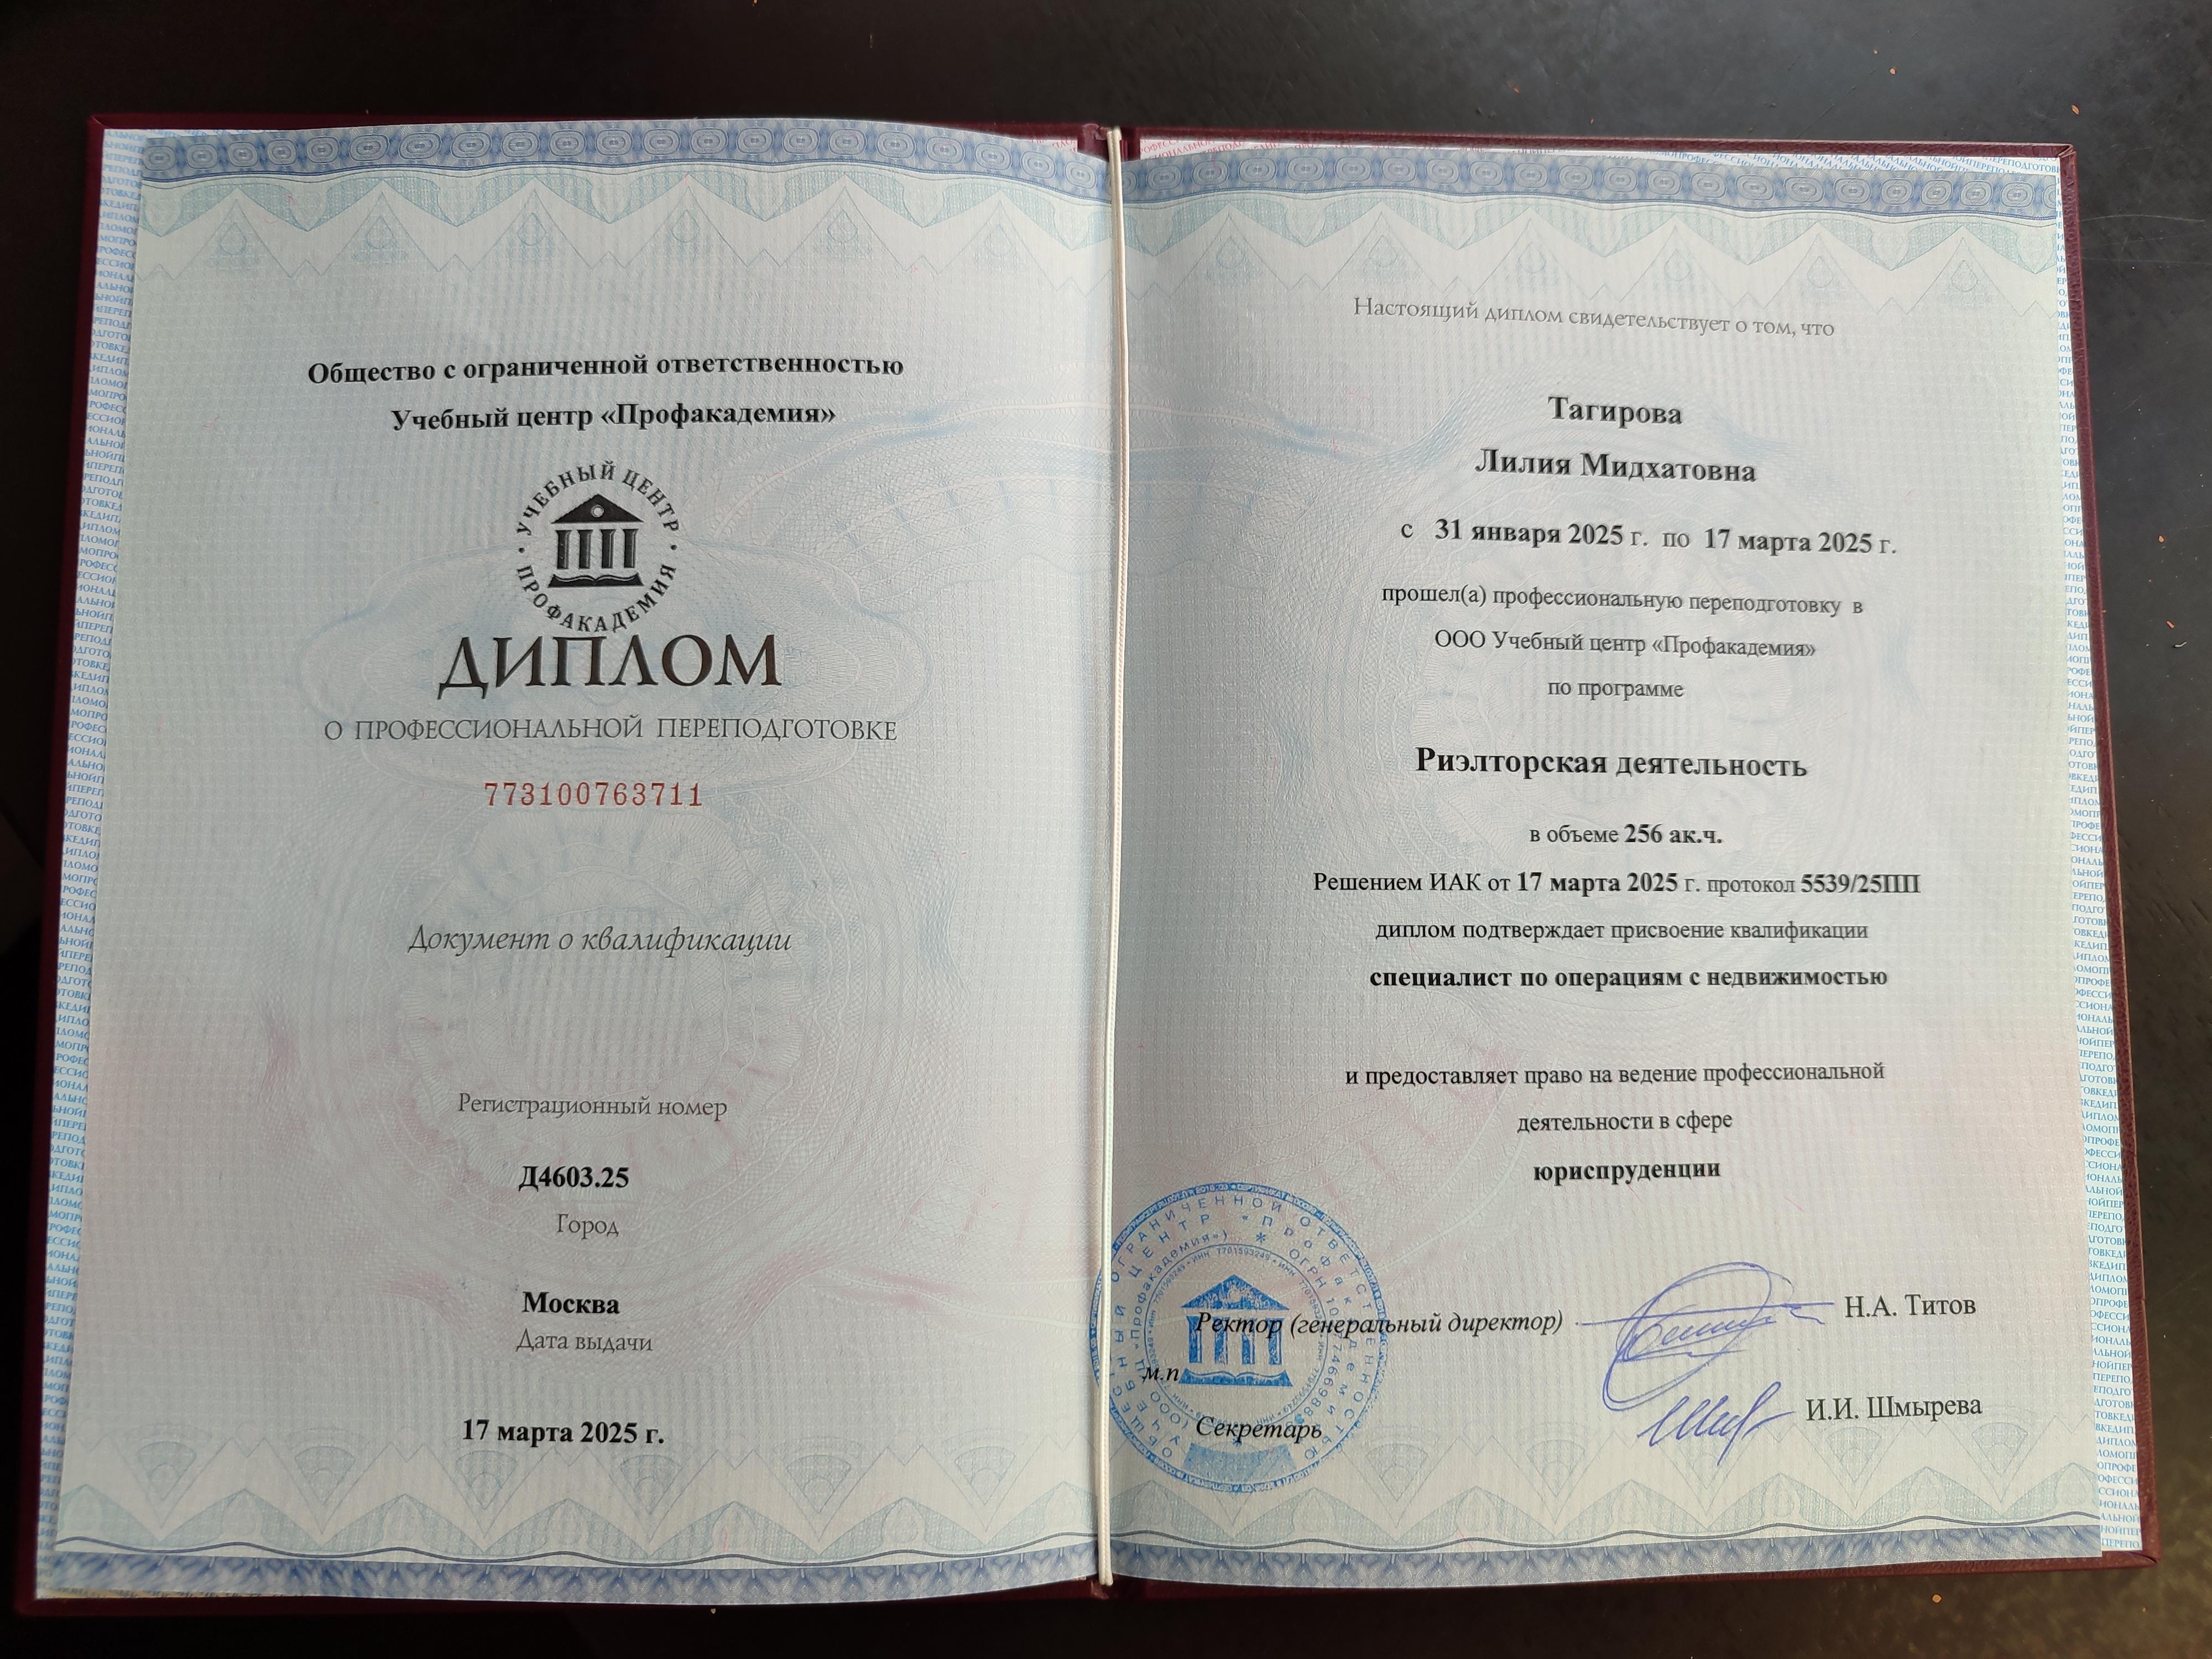 Общество с ограниченной ответственностью
Учебный центр «Профакадемия»
УЧЕБНЫЙ ЦЕНТР
ПРОФАКАДЕМИЯ
ДИПЛОМ
О ПРОФЕССИОНАЛЬНОЙ ПЕРЕПОДГОТОВКЕ
773100763711
Документ о квалификации
Регистрационный номер
Д4603.25
Город
Москва
Дата выдачи
17 марта 2025 г.
Настоящий диплом свидетельствует о том, что
Тагирова
Лилия Мидхатовна
с 31 января 2025 г. по 17 марта 2025 г.
прошел(а) профессиональную переподготовку в
ООО Учебный центр «Профакадемия»
по программе
Риэлторская деятельность
в объеме 256 ак.ч.
Решением ИАК от 17 марта 2025 г. протокол 5539/25ПП
диплом подтверждает присвоение квалификации
специалист по операциям с недвижимостью
и предоставляет право на ведение профессиональной
деятельности в сфере
юриспруденции
Ректор (генеральный директор) Н.А. Титов
м.п
Секретарь И.И. Шмырева